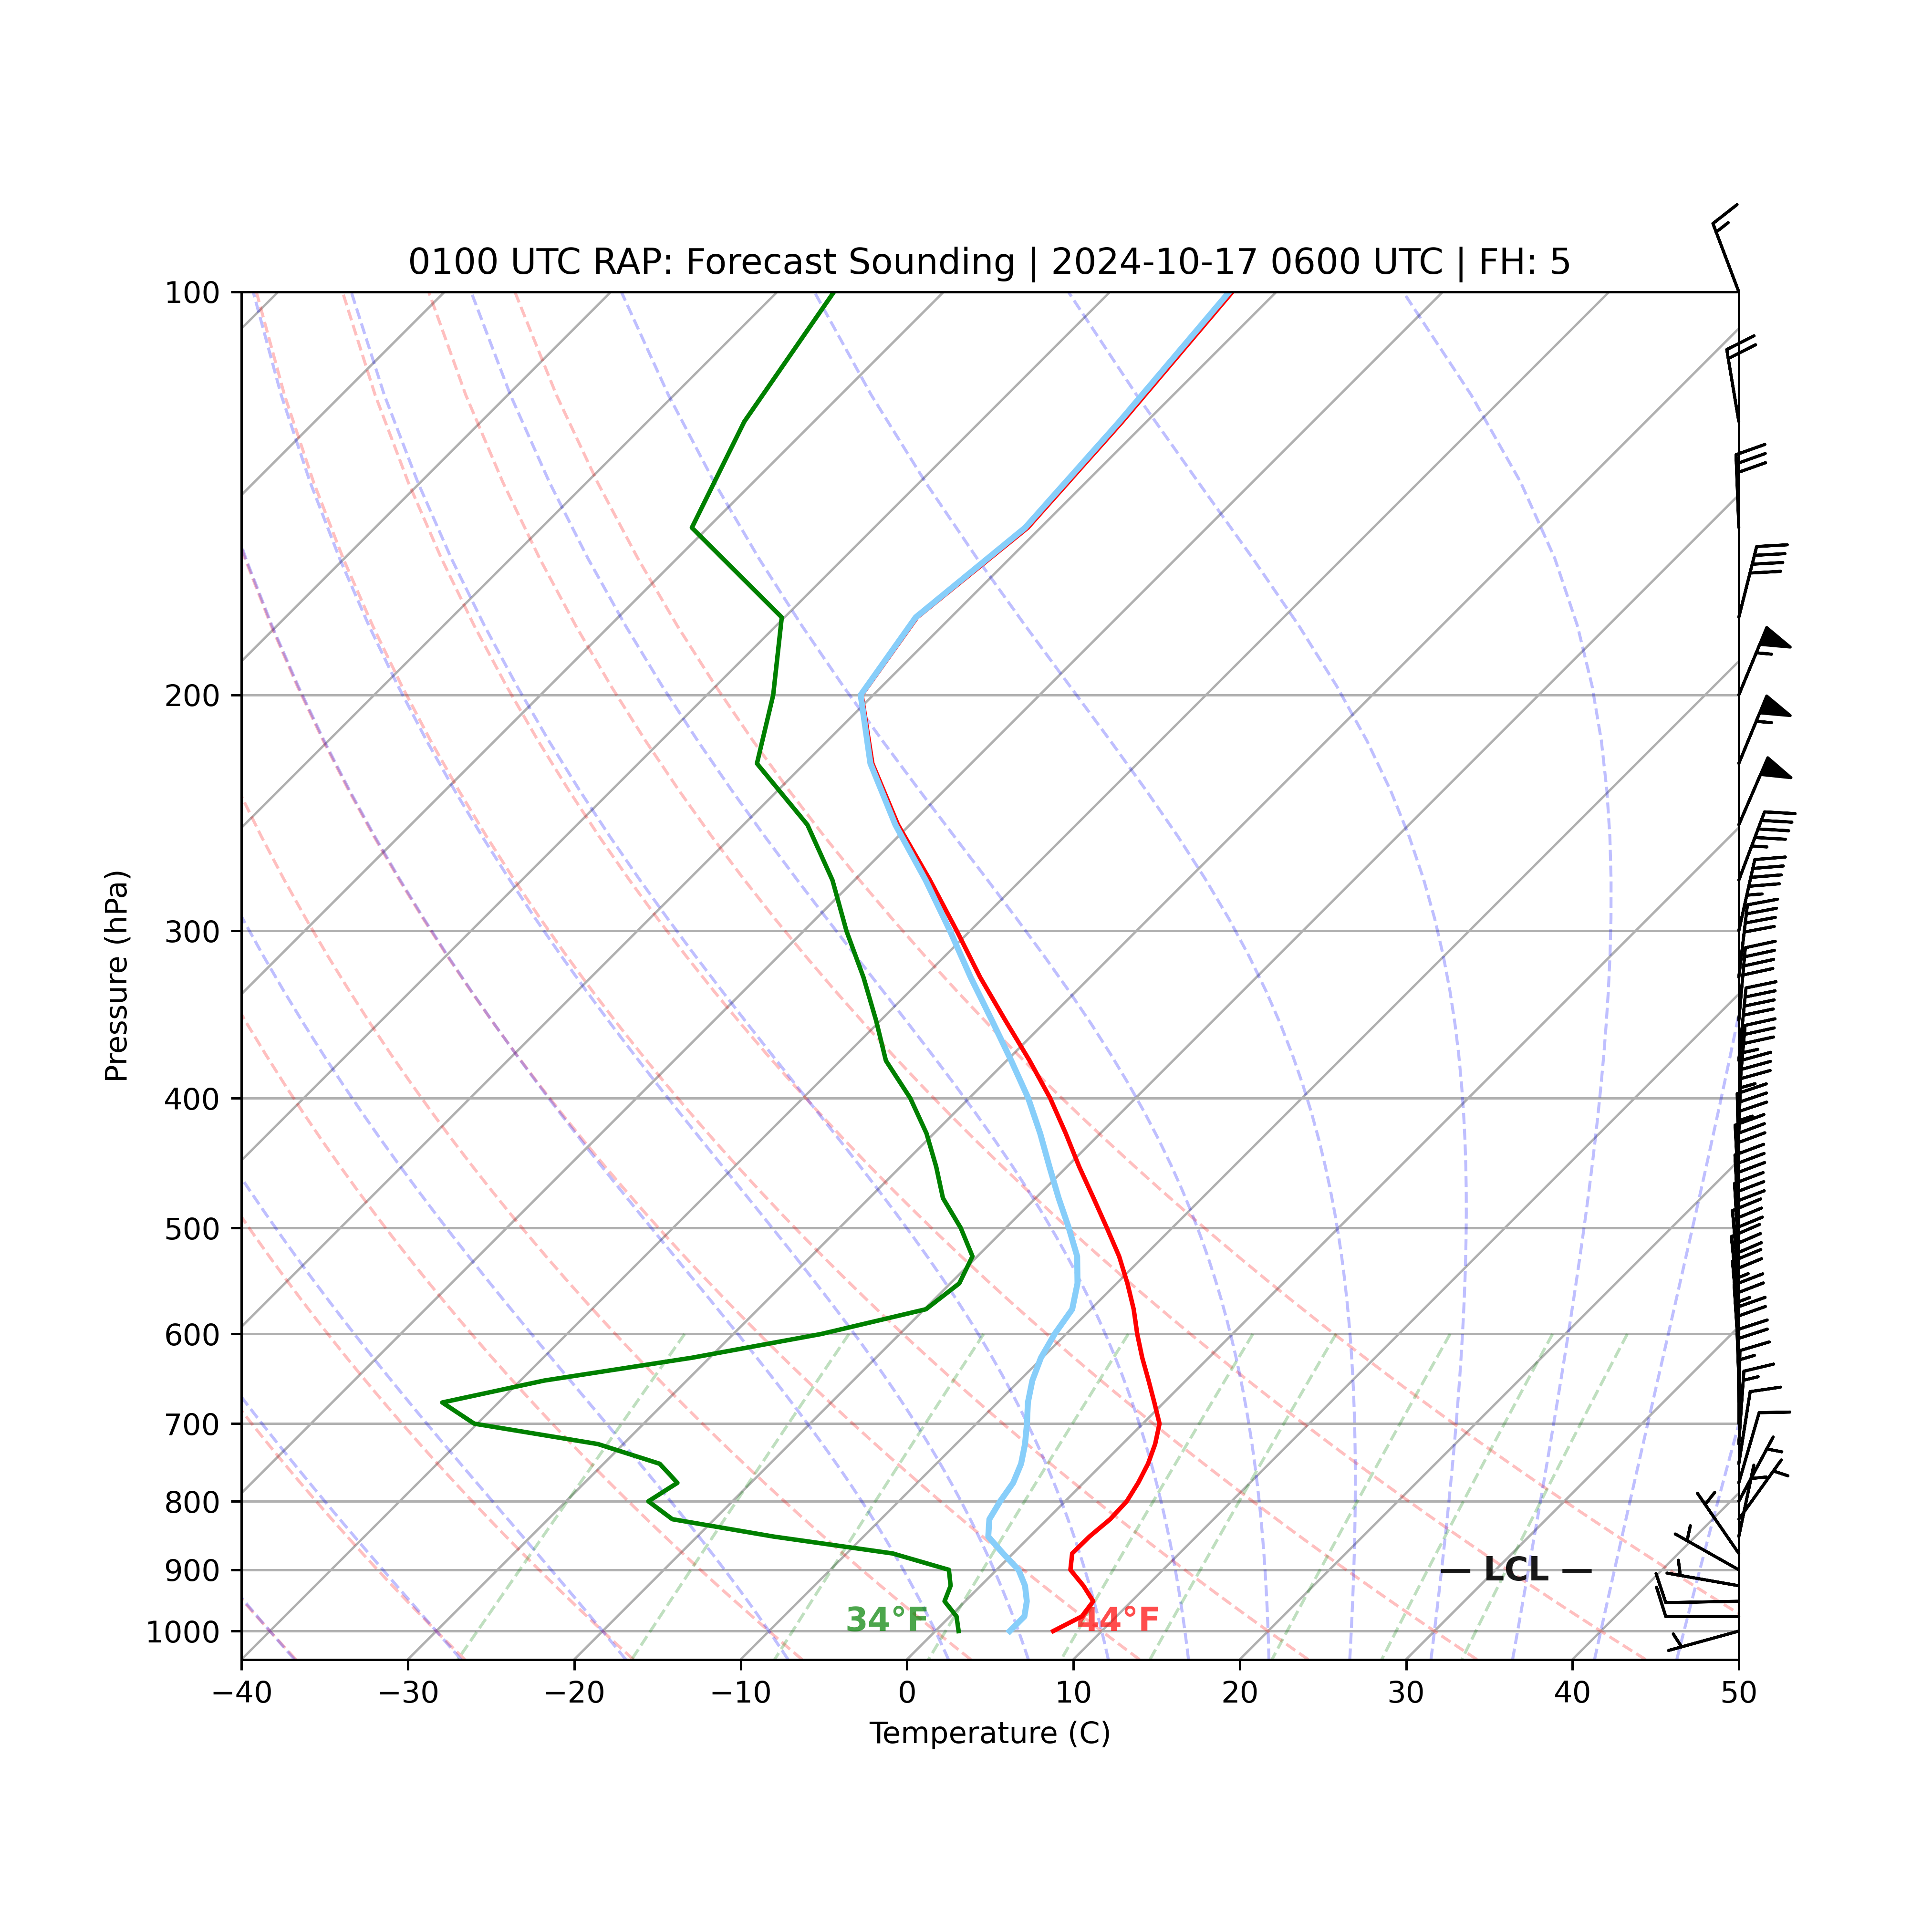 0100 UTC RAP: Forecast Sounding | 2024-10-17 0600 UTC | FH: 5
100
200
300
400
500
600
700
800
900
1000
Pressure (hPa)
— LCL —
34°F
44°F
−40 −30 −20 −10 0 10 20 30 40 50
Temperature (C)